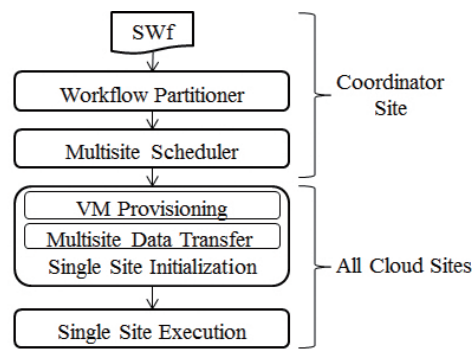 SWf
Workflow Partitioner
Coordinator
Site
Multisite Scheduler
VM Provisioning
Multisite Data Transfer
Single Site Initialization
All Cloud Sites
Single Site Execution